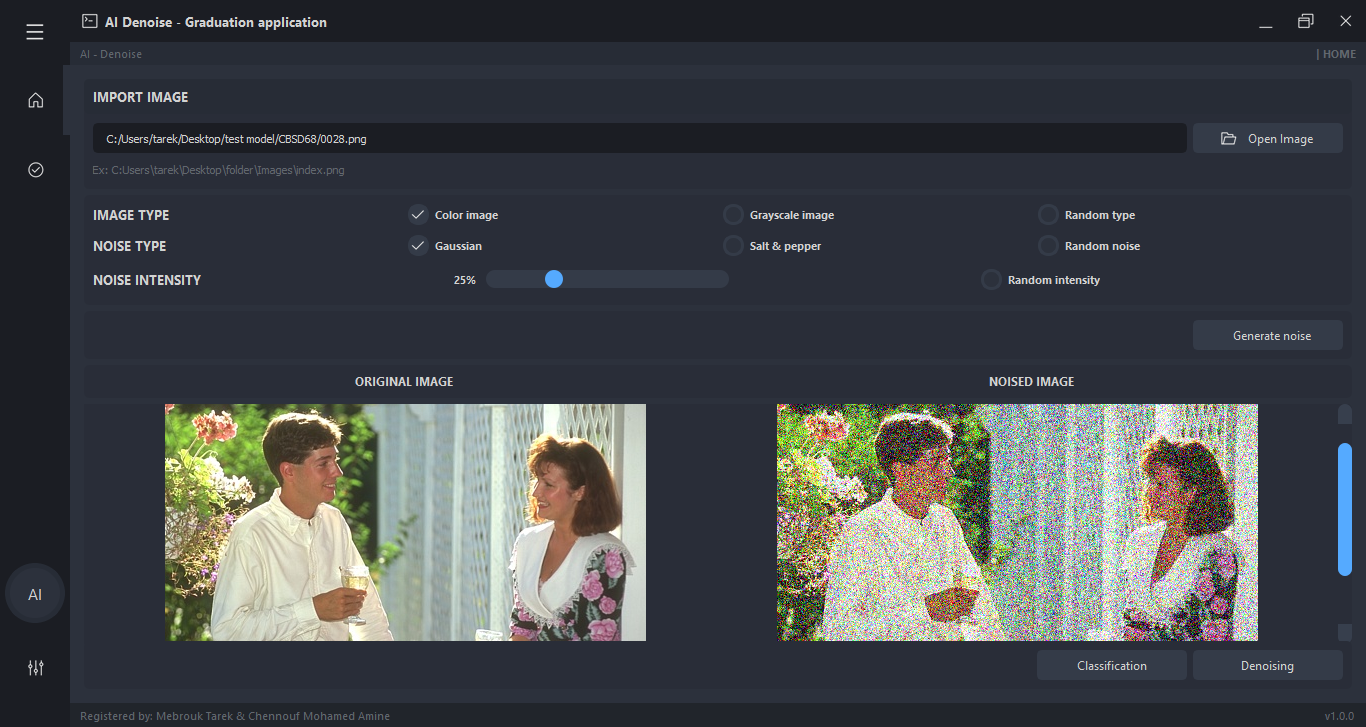 AI Denoise - Graduation application
AI - Denoise
| HOME
IMPORT IMAGE
C:/Users/tarek/Desktop/test model/CBSD68/0028.png
Open Image
Ex: C:Users\tarek\Desktop\folder\Images\index.png
IMAGE TYPE
Color image
Grayscale image
Random type
NOISE TYPE
Gaussian
Salt & pepper
Random noise
NOISE INTENSITY
25%
Random intensity
Generate noise
ORIGINAL IMAGE
NOISED IMAGE
AI
Classification
Denoising
Registered by: Mebrouk Tarek & Chennouf Mohamed Amine
v1.0.0